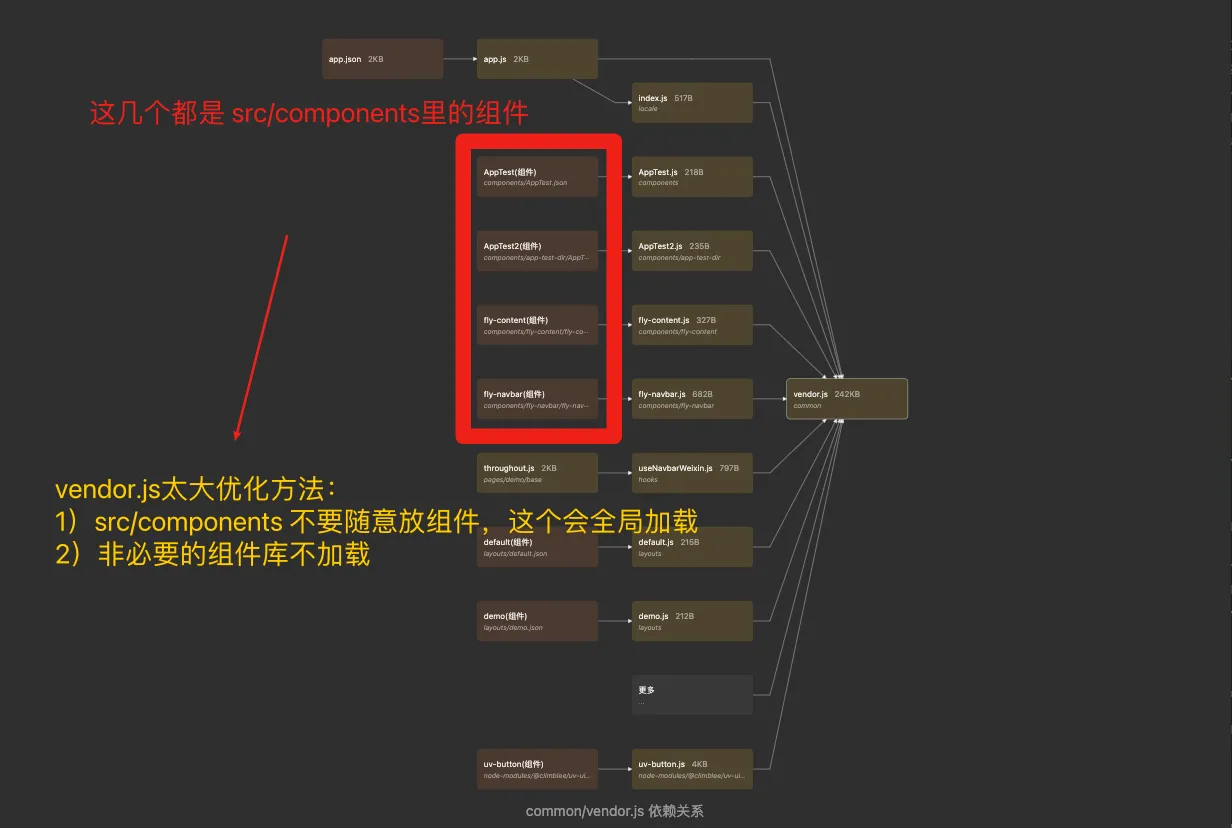 app.json 2KB
app.js 2KB
index.js 517B
locale
这几个都是 src/components里的组件
AppTest(组件)
components/AppTest.json
AppTest.js 218B
components
AppTest2(组件)
components/app-test-dir/AppT···
AppTest2.js 235B
components/app-test-dir
fly-content(组件)
components/fly-content/fly-co···
fly-content.js 327B
components/fly-content
fly-navbar(组件)
components/fly-navbar/fly-nav···
fly-navbar.js 682B
components/fly-navbar
vendor.js 242KB
common
throughout.js 2KB
pages/demo/base
useNavbarWeixin.js 797B
hooks
vendor.js太大优化方法：
1）src/components 不要随意放组件，这个会全局加载
2）非必要的组件库不加载
default(组件)
layouts/default.json
default.js 215B
layouts
demo(组件)
layouts/demo.json
demo.js 212B
layouts
更多
...
uv-button(组件)
node-modules/@climblee/uv-ui...
uv-button.js 4KB
node-modules/@climblee/uv-ui...
common/vendor.js 依赖关系